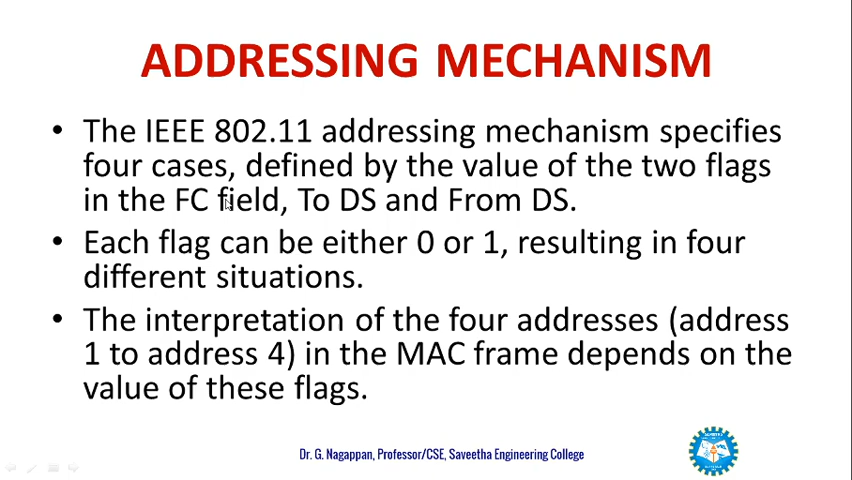 ADDRESSING MECHANISM
• The IEEE 802.11 addressing mechanism specifies
four cases, defined by the value of the two flags
in the FC field, To DS and From DS.
• Each flag can be either 0 or 1, resulting in four
different situations.
• The interpretation of the four addresses (address
1 to address 4) in the MAC frame depends on the
value of these flags.
Dr. G. Nagappan, Professor/CSE, Saveetha Engineering College